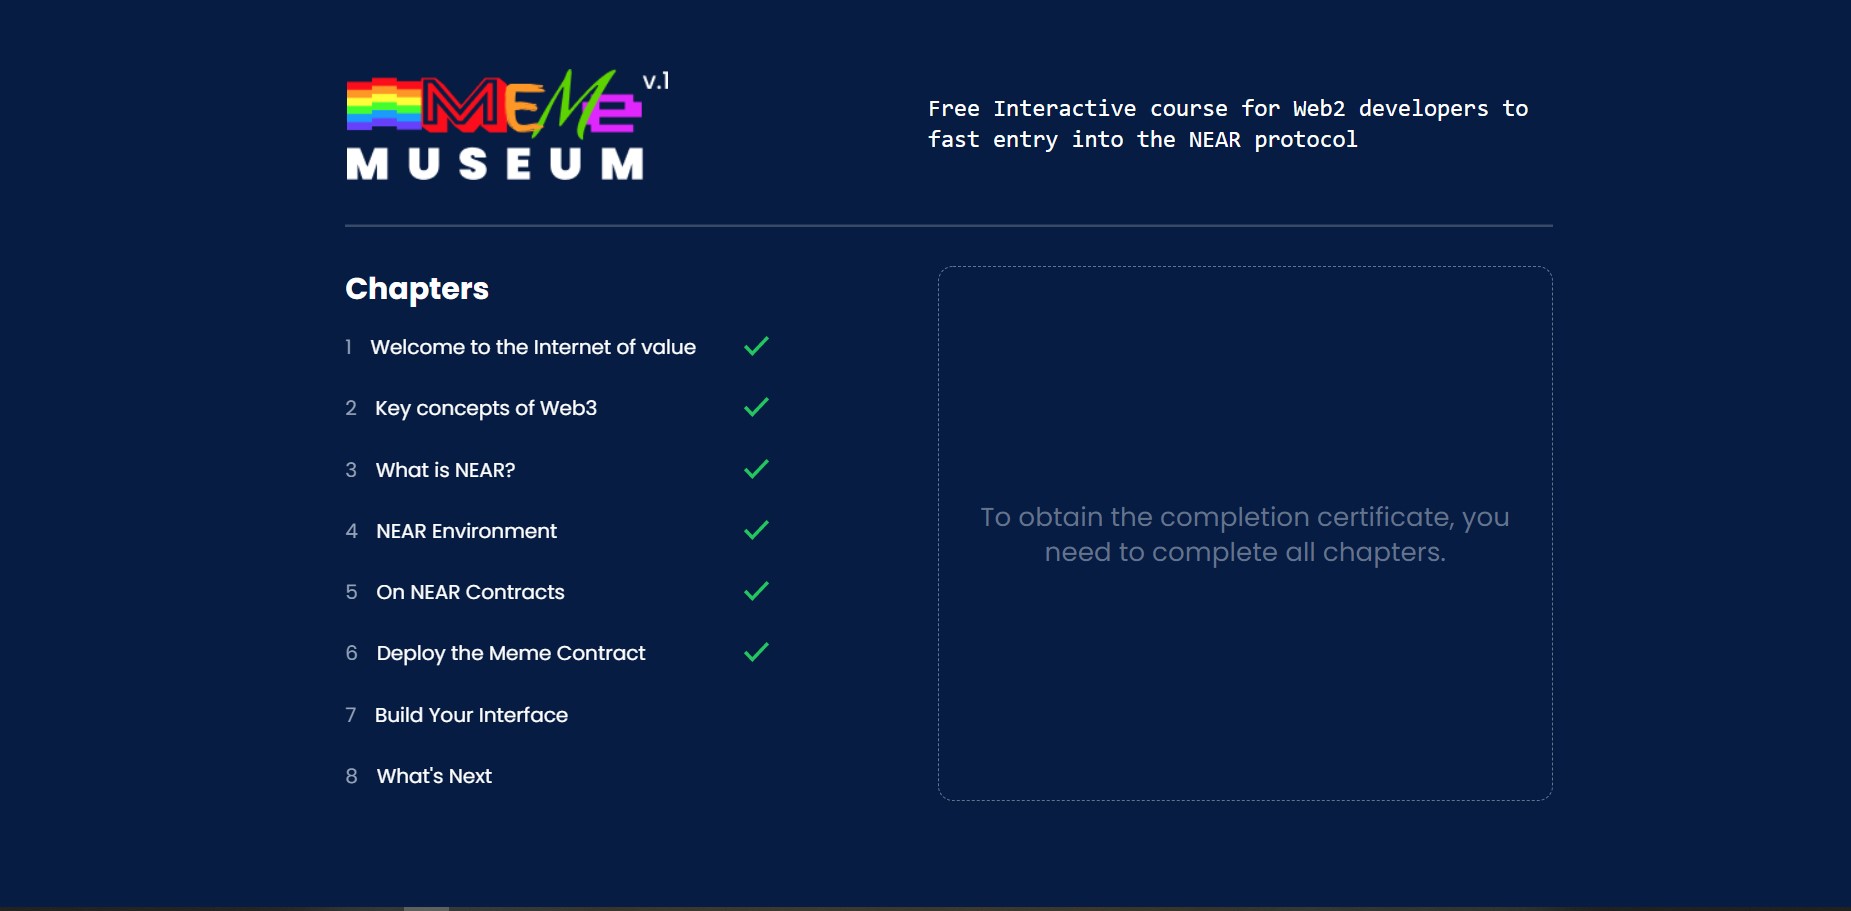 MEMe v.1
MUSEUM
Free Interactive course for Web2 developers to
fast entry into the NEAR protocol
Chapters
1 Welcome to the Internet of value
2 Key concepts of Web3
3 What is NEAR?
4 NEAR Environment
5 On NEAR Contracts
6 Deploy the Meme Contract
7 Build Your Interface
8 What's Next
To obtain the completion certificate, you
need to complete all chapters.